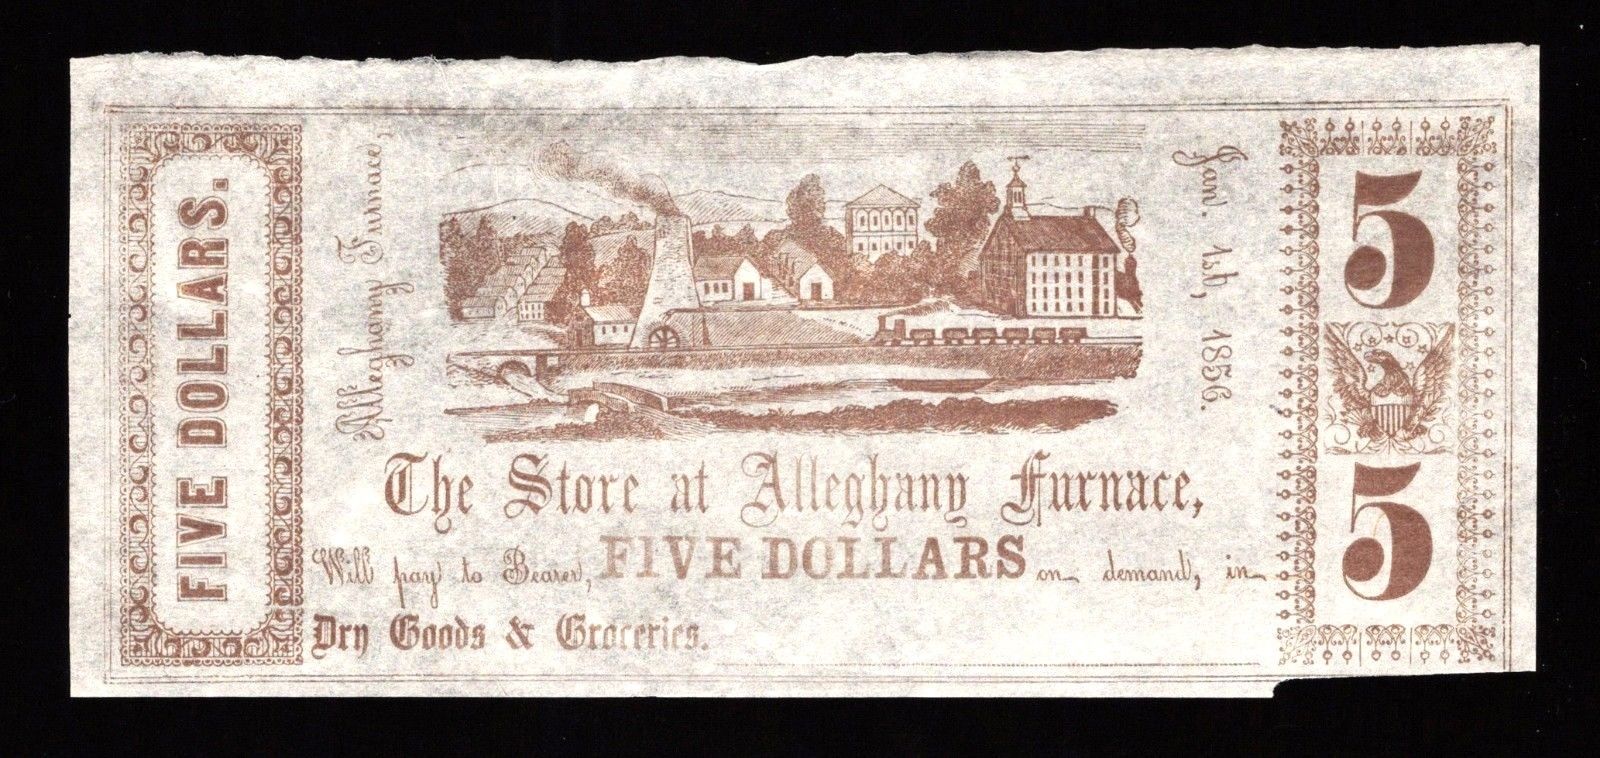 FIVE DOLLARS.
Alleghany Furnace,
Jan. 1st, 1856.
5
5
The Store at Alleghany Furnace,
Will pay to Bearer, FIVE DOLLARS on demand, in
Dry Goods & Groceries.